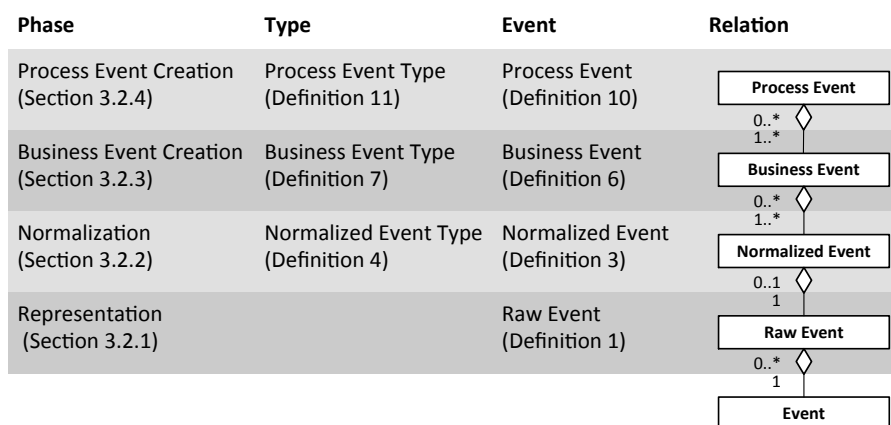 Phase Type Event Relation
Process Event Creation Process Event Type Process Event
(Section 3.2.4) (Definition 11) (Definition 10)
Process Event
0..*
1..*
Business Event Creation Business Event Type Business Event
(Section 3.2.3) (Definition 7) (Definition 6)
Business Event
0..*
1..*
Normalization Normalized Event Type Normalized Event
(Section 3.2.2) (Definition 4) (Definition 3)
Normalized Event
0..1
1
Representation Raw Event
(Section 3.2.1) (Definition 1)
Raw Event
0..*
1
Event